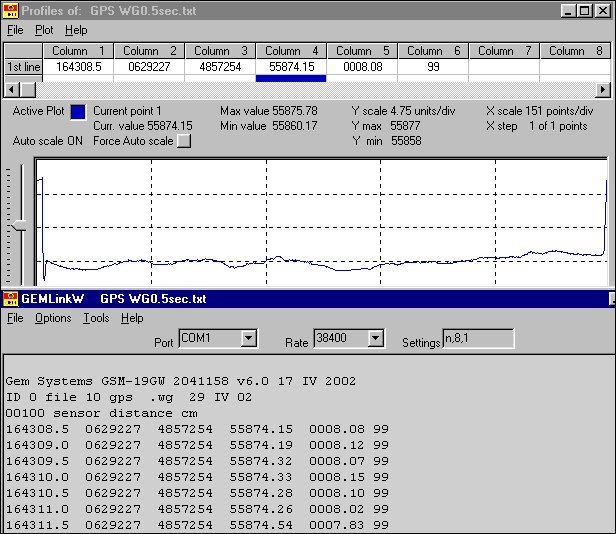 Profiles of: GPS WG0.5sec.txt
File Plot Help
Column 1 Column 2 Column 3 Column 4 Column 5 Column 6 Column 7 Column 8
1st line 164308.5 0629227 4857254 55874.15 0008.08 99
Active Plot Current point 1 Max value 55875.78 Y scale 4.75 units/div X scale 151 points/div
Curr. value 55874.15 Min value 55860.17 Y max 55877 X step 1 of 1 points
Auto scale ON Force Auto scale Y min 55858
GEMLinkW GPS WG0.5sec.txt
File Options Tools Help
Port COM1 Rate 38400 Settings n,8,1
Gem Systems GSM-19GW 2041158 v6.0 17 IV 2002
ID 0 file 10 gps .wg 29 IV 02
00100 sensor distance cm
164308.5 0629227 4857254 55874.15 0008.08 99
164309.0 0629227 4857254 55874.19 0008.12 99
164309.5 0629227 4857254 55874.32 0008.07 99
164310.0 0629227 4857254 55874.33 0008.15 99
164310.5 0629227 4857254 55874.28 0008.10 99
164311.0 0629227 4857254 55874.26 0008.02 99
164311.5 0629227 4857254 55874.54 0007.83 99